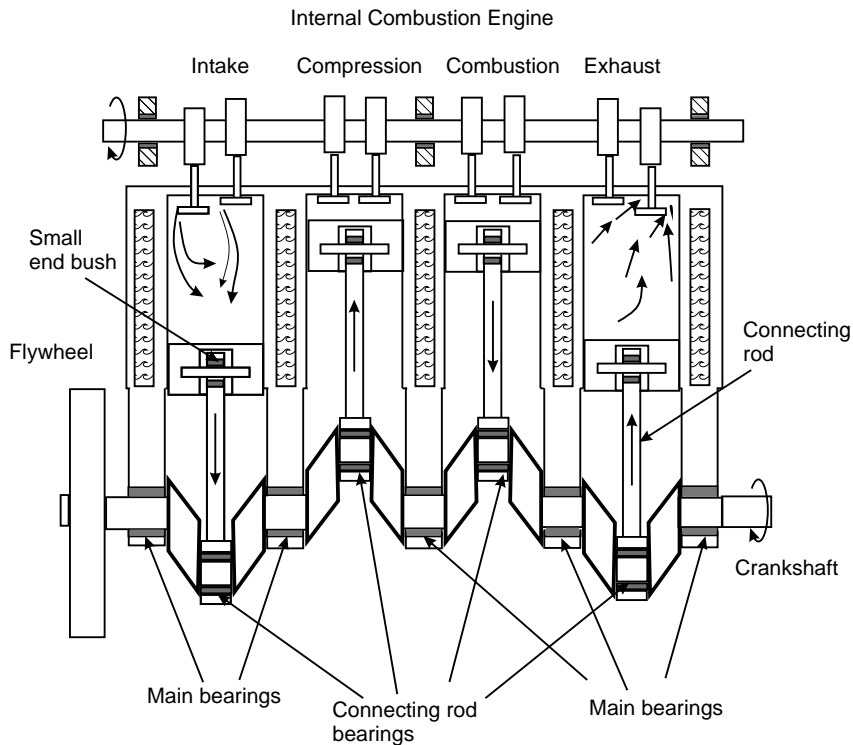 Internal Combustion Engine
Intake
Compression
Combustion
Exhaust
Small
end bush
Flywheel
Connecting
rod
Crankshaft
Main bearings
Connecting rod
bearings
Main bearings